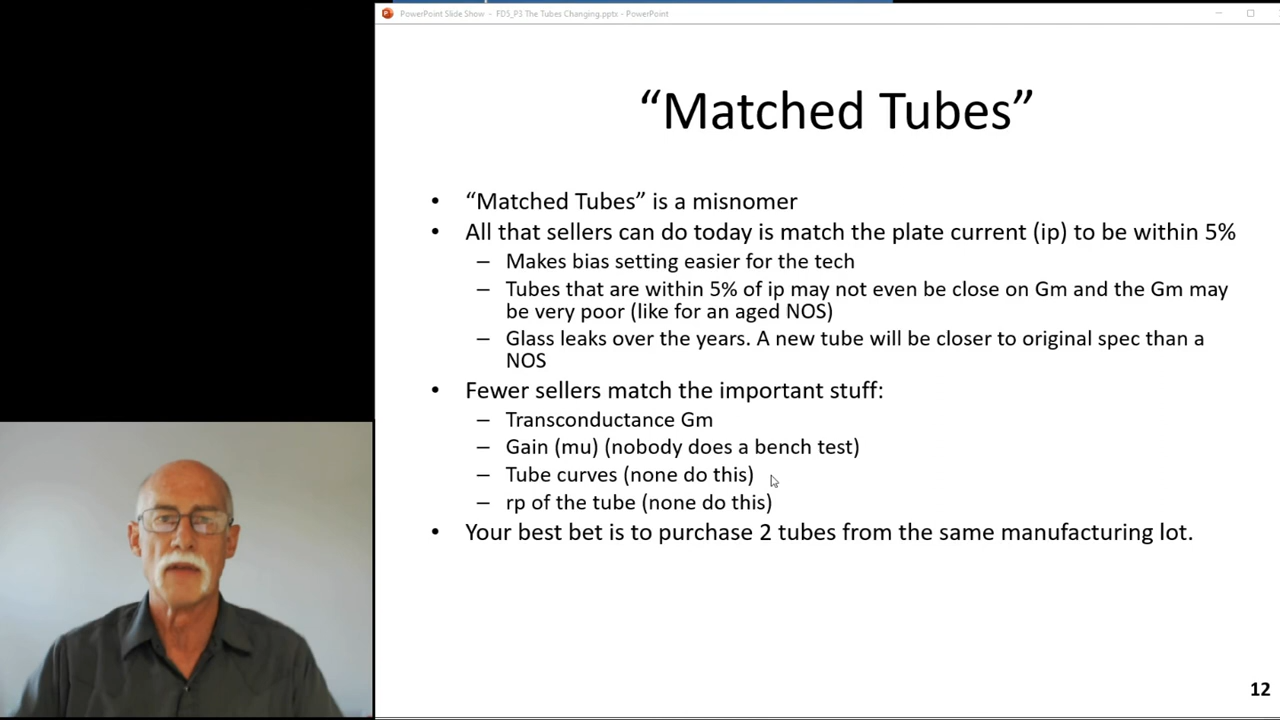 PowerPoint Slide Show - FD5_P3 The Tubes Changing.pptx - PowerPoint
“Matched Tubes”
• “Matched Tubes” is a misnomer
• All that sellers can do today is match the plate current (ip) to be within 5%
– Makes bias setting easier for the tech
– Tubes that are within 5% of ip may not even be close on Gm and the Gm may
be very poor (like for an aged NOS)
– Glass leaks over the years. A new tube will be closer to original spec than a
NOS
• Fewer sellers match the important stuff:
– Transconductance Gm
– Gain (mu) (nobody does a bench test)
– Tube curves (none do this)
– rp of the tube (none do this)
• Your best bet is to purchase 2 tubes from the same manufacturing lot.
12